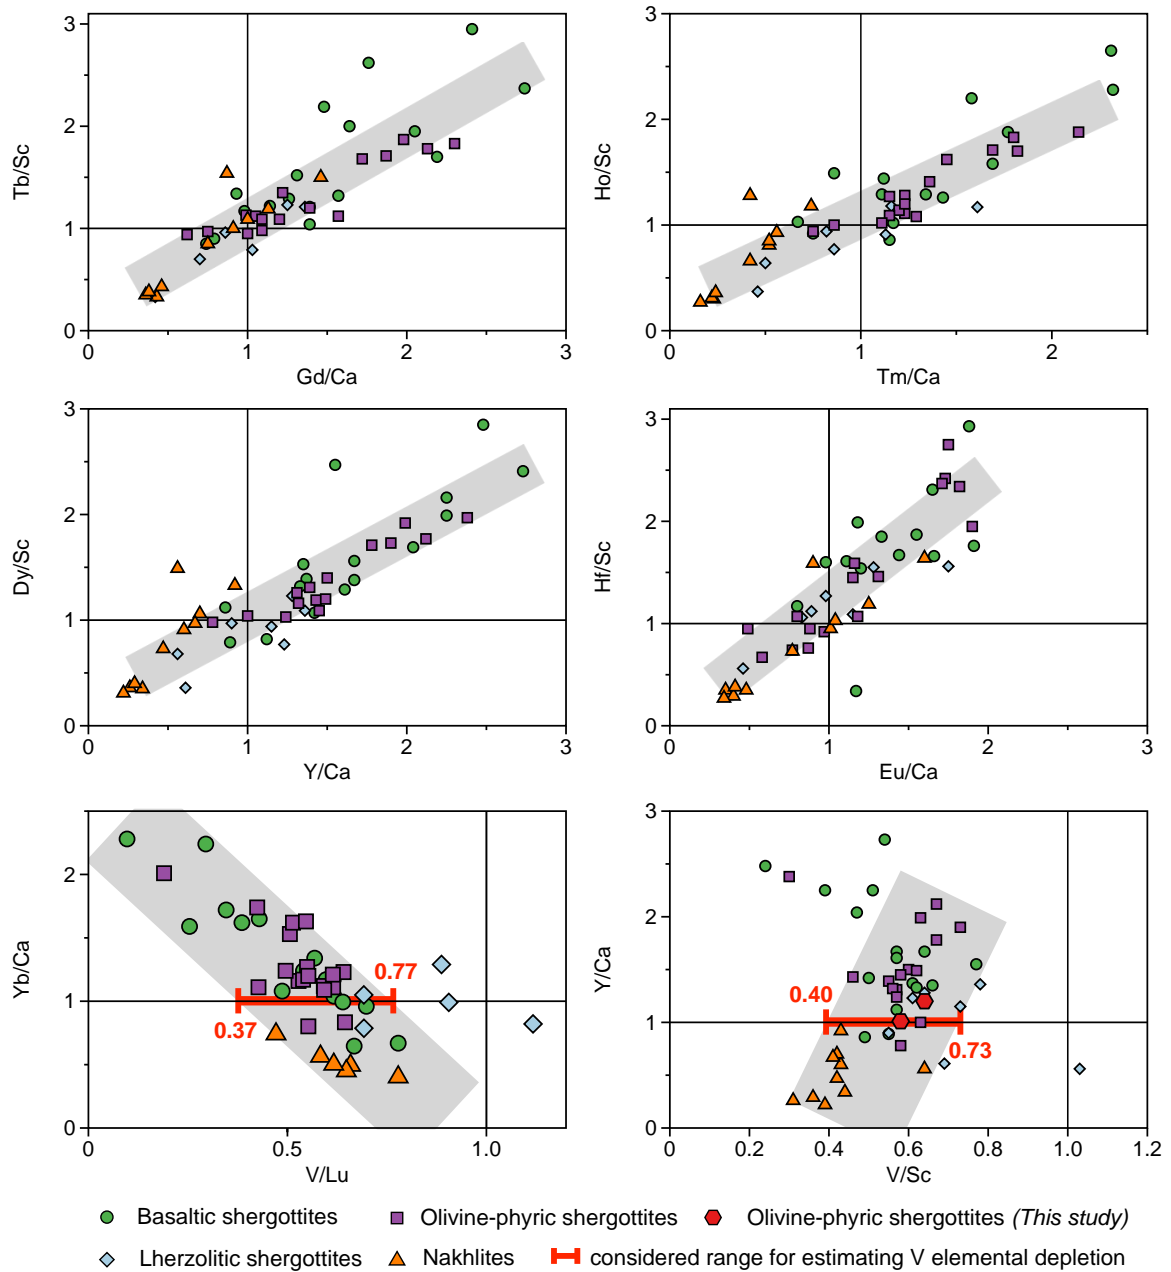 Tb/Sc
3
2
1
0
0
1
2
3
Gd/Ca
Ho/Sc
3
2
1
0
0
1
2
Tm/Ca
Dy/Sc
3
2
1
0
0
1
2
3
Y/Ca
Hf/Sc
3
2
1
0
0
1
2
3
Eu/Ca
Yb/Ca
2
1
0
0.77
0.37
0
0.5
1.0
V/Lu
Y/Ca
3
2
1
0
0.40
0.73
0
0.2
0.4
0.6
0.8
1.0
1.2
V/Sc
Basaltic shergottites
Olivine-phyric shergottites
Olivine-phyric shergottites (This study)
Lherzolitic shergottites
Nakhlites
considered range for estimating V elemental depletion